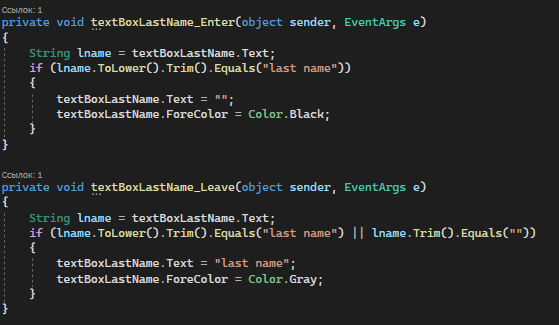 Ссылок: 1
private void textBoxLastName_Enter(object sender, EventArgs e)
{
    String lname = textBoxLastName.Text;
    if (lname.ToLower().Trim().Equals("last name"))
    {
        textBoxLastName.Text = "";
        textBoxLastName.ForeColor = Color.Black;
    }
}
Ссылок: 1
private void textBoxLastName_Leave(object sender, EventArgs e)
{
    String lname = textBoxLastName.Text;
    if (lname.ToLower().Trim().Equals("last name") || lname.Trim().Equals(""))
    {
        textBoxLastName.Text = "last name";
        textBoxLastName.ForeColor = Color.Gray;
    }
}